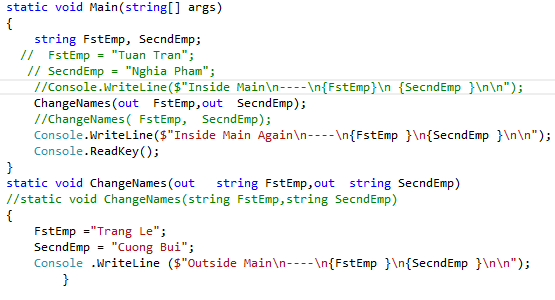 static void Main(string[] args)
{
string FstEmp, SecndEmp;
// FstEmp = "Tuan Tran";
// SecndEmp = "Nghia Pham";
//Console.WriteLine($"Inside Main\n----\n{FstEmp}\n {SecndEmp }\n\n");
ChangeNames(out FstEmp,out SecndEmp);
//ChangeNames( FstEmp, SecndEmp);
Console.WriteLine($"Inside Main Again\n----\n{FstEmp }\n{SecndEmp }\n\n");
Console.ReadKey();
}
static void ChangeNames(out string FstEmp,out string SecndEmp)
//static void ChangeNames(string FstEmp,string SecndEmp)
{
FstEmp ="Trang Le";
SecndEmp = "Cuong Bui";
Console .WriteLine ($"Outside Main\n----\n{FstEmp }\n{SecndEmp }\n\n");
}